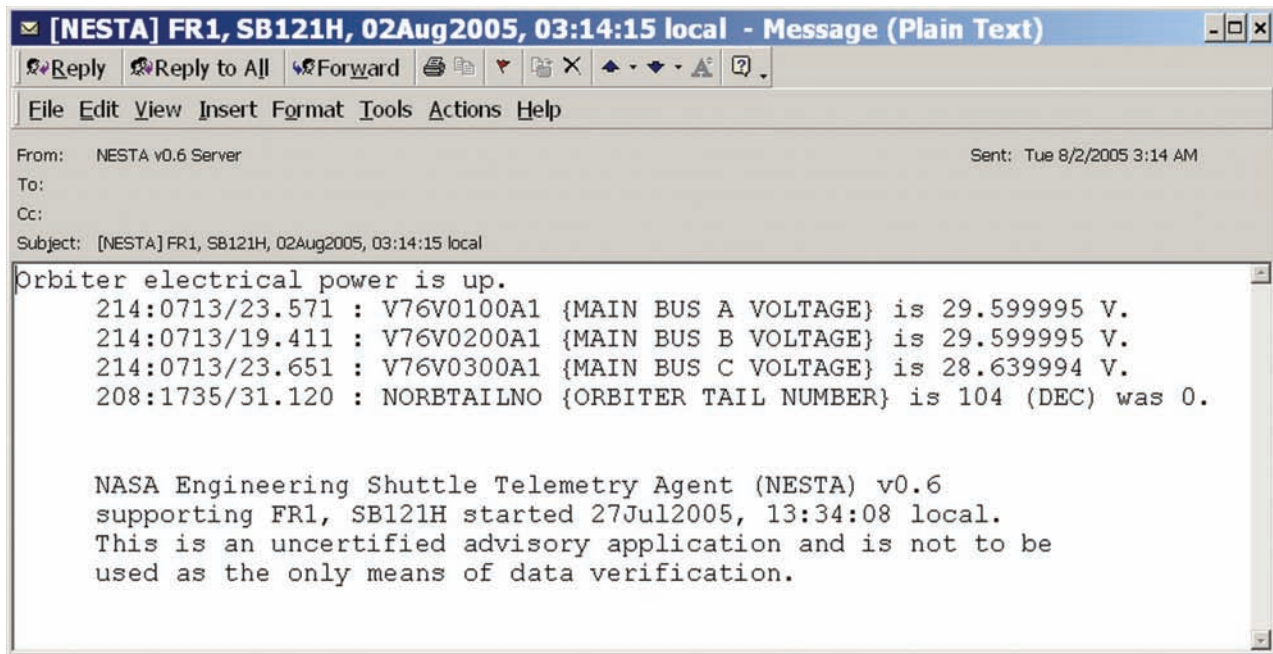 [NESTA] FR1, SB121H, 02Aug2005, 03:14:15 local - Message (Plain Text)
Reply Reply to All Forward
File Edit View Insert Format Tools Actions Help
From: NESTA v0.6 Server Sent: Tue 8/2/2005 3:14 AM
To:
Cc:
Subject: [NESTA] FR1, SB121H, 02Aug2005, 03:14:15 local
Orbiter electrical power is up.
214:0713/23.571 : V76V0100A1 {MAIN BUS A VOLTAGE} is 29.599995 V.
214:0713/19.411 : V76V0200A1 {MAIN BUS B VOLTAGE} is 29.599995 V.
214:0713/23.651 : V76V0300A1 {MAIN BUS C VOLTAGE} is 28.639994 V.
208:1735/31.120 : NORBTAILNO {ORBITER TAIL NUMBER} is 104 (DEC) was 0.
NASA Engineering Shuttle Telemetry Agent (NESTA) v0.6
supporting FR1, SB121H started 27Jul2005, 13:34:08 local.
This is an uncertified advisory application and is not to be
used as the only means of data verification.